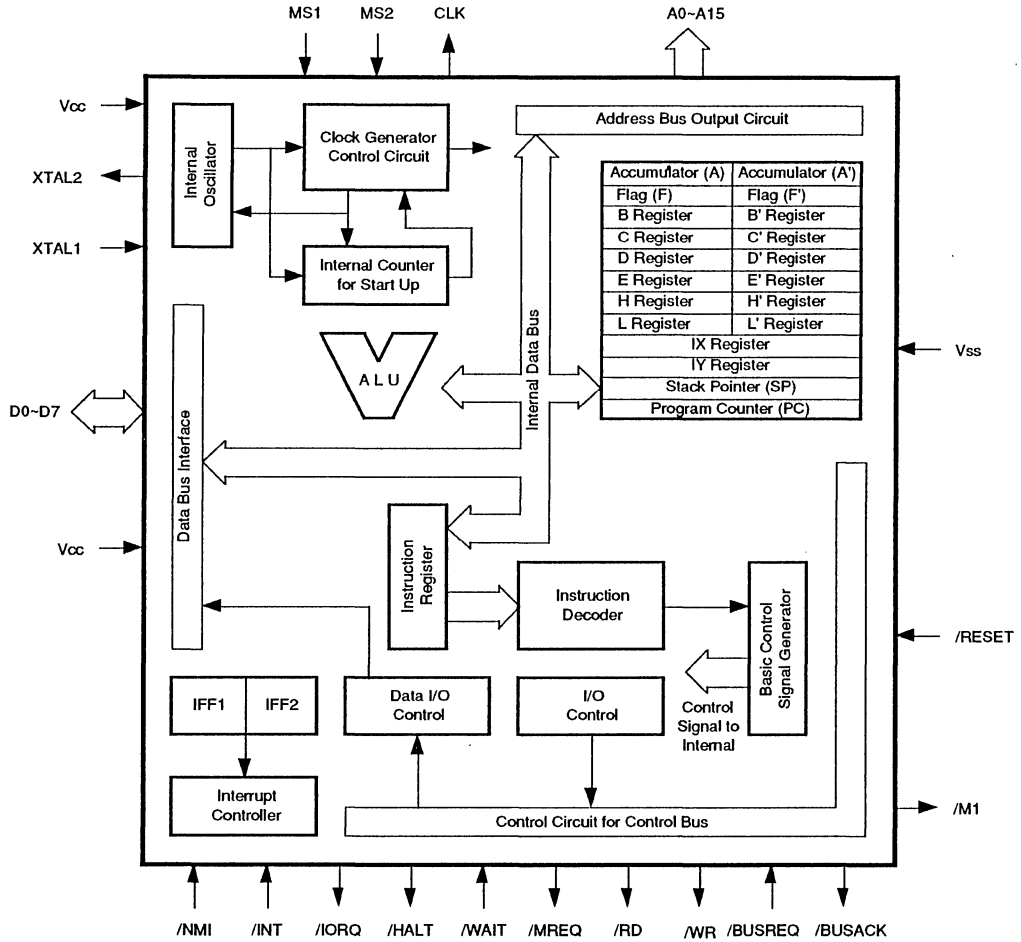 MS1 MS2 CLK A0~A15
Vcc
XTAL2
XTAL1
D0~D7
Vcc
Internal
Oscillator
Clock Generator
Control Circuit
Internal Counter
for Start Up
Address Bus Output Circuit
Accumulator (A) Accumulator (A')
Flag (F) Flag (F')
B Register B' Register
C Register C' Register
D Register D' Register
E Register E' Register
H Register H' Register
L Register L' Register
IX Register
IY Register
Stack Pointer (SP)
Program Counter (PC)
Vss
ALU
Internal Data Bus
Data Bus Interface
Instruction
Register
Instruction
Decoder
Basic Control
Signal Generator
/RESET
IFF1 IFF2
Data I/O
Control
I/O
Control
Control
Signal to
Internal
Interrupt
Controller
Control Circuit for Control Bus
/M1
/NMI /INT /IORQ /HALT /WAIT /MREQ /RD /WR /BUSREQ /BUSACK